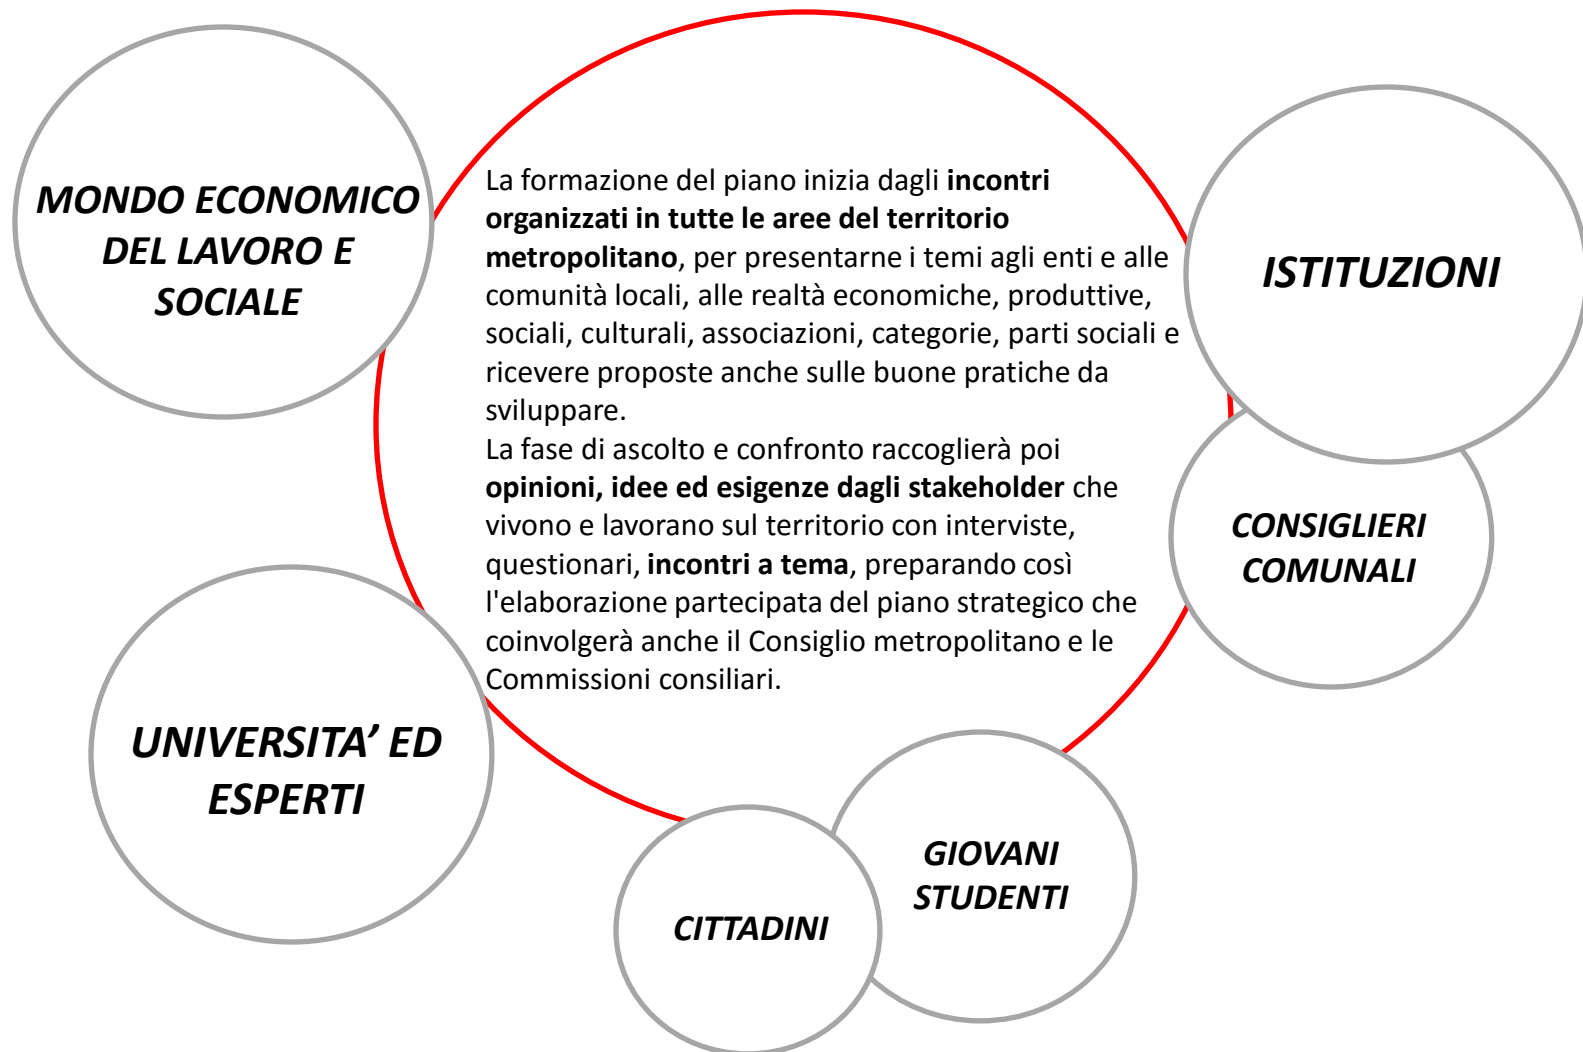 MONDO ECONOMICO
DEL LAVORO E
SOCIALE
La formazione del piano inizia dagli incontri
organizzati in tutte le aree del territorio
metropolitano, per presentarne i temi agli enti e alle
comunità locali, alle realtà economiche, produttive,
sociali, culturali, associazioni, categorie, parti sociali e
ricevere proposte anche sulle buone pratiche da
sviluppare.
La fase di ascolto e confronto raccoglierà poi
opinioni, idee ed esigenze dagli stakeholder che
vivono e lavorano sul territorio con interviste,
questionari, incontri a tema, preparando così
l'elaborazione partecipata del piano strategico che
coinvolgerà anche il Consiglio metropolitano e le
Commissioni consiliari.
ISTITUZIONI
CONSIGLIERI
COMUNALI
UNIVERSITA’ ED
ESPERTI
GIOVANI
STUDENTI
CITTADINI